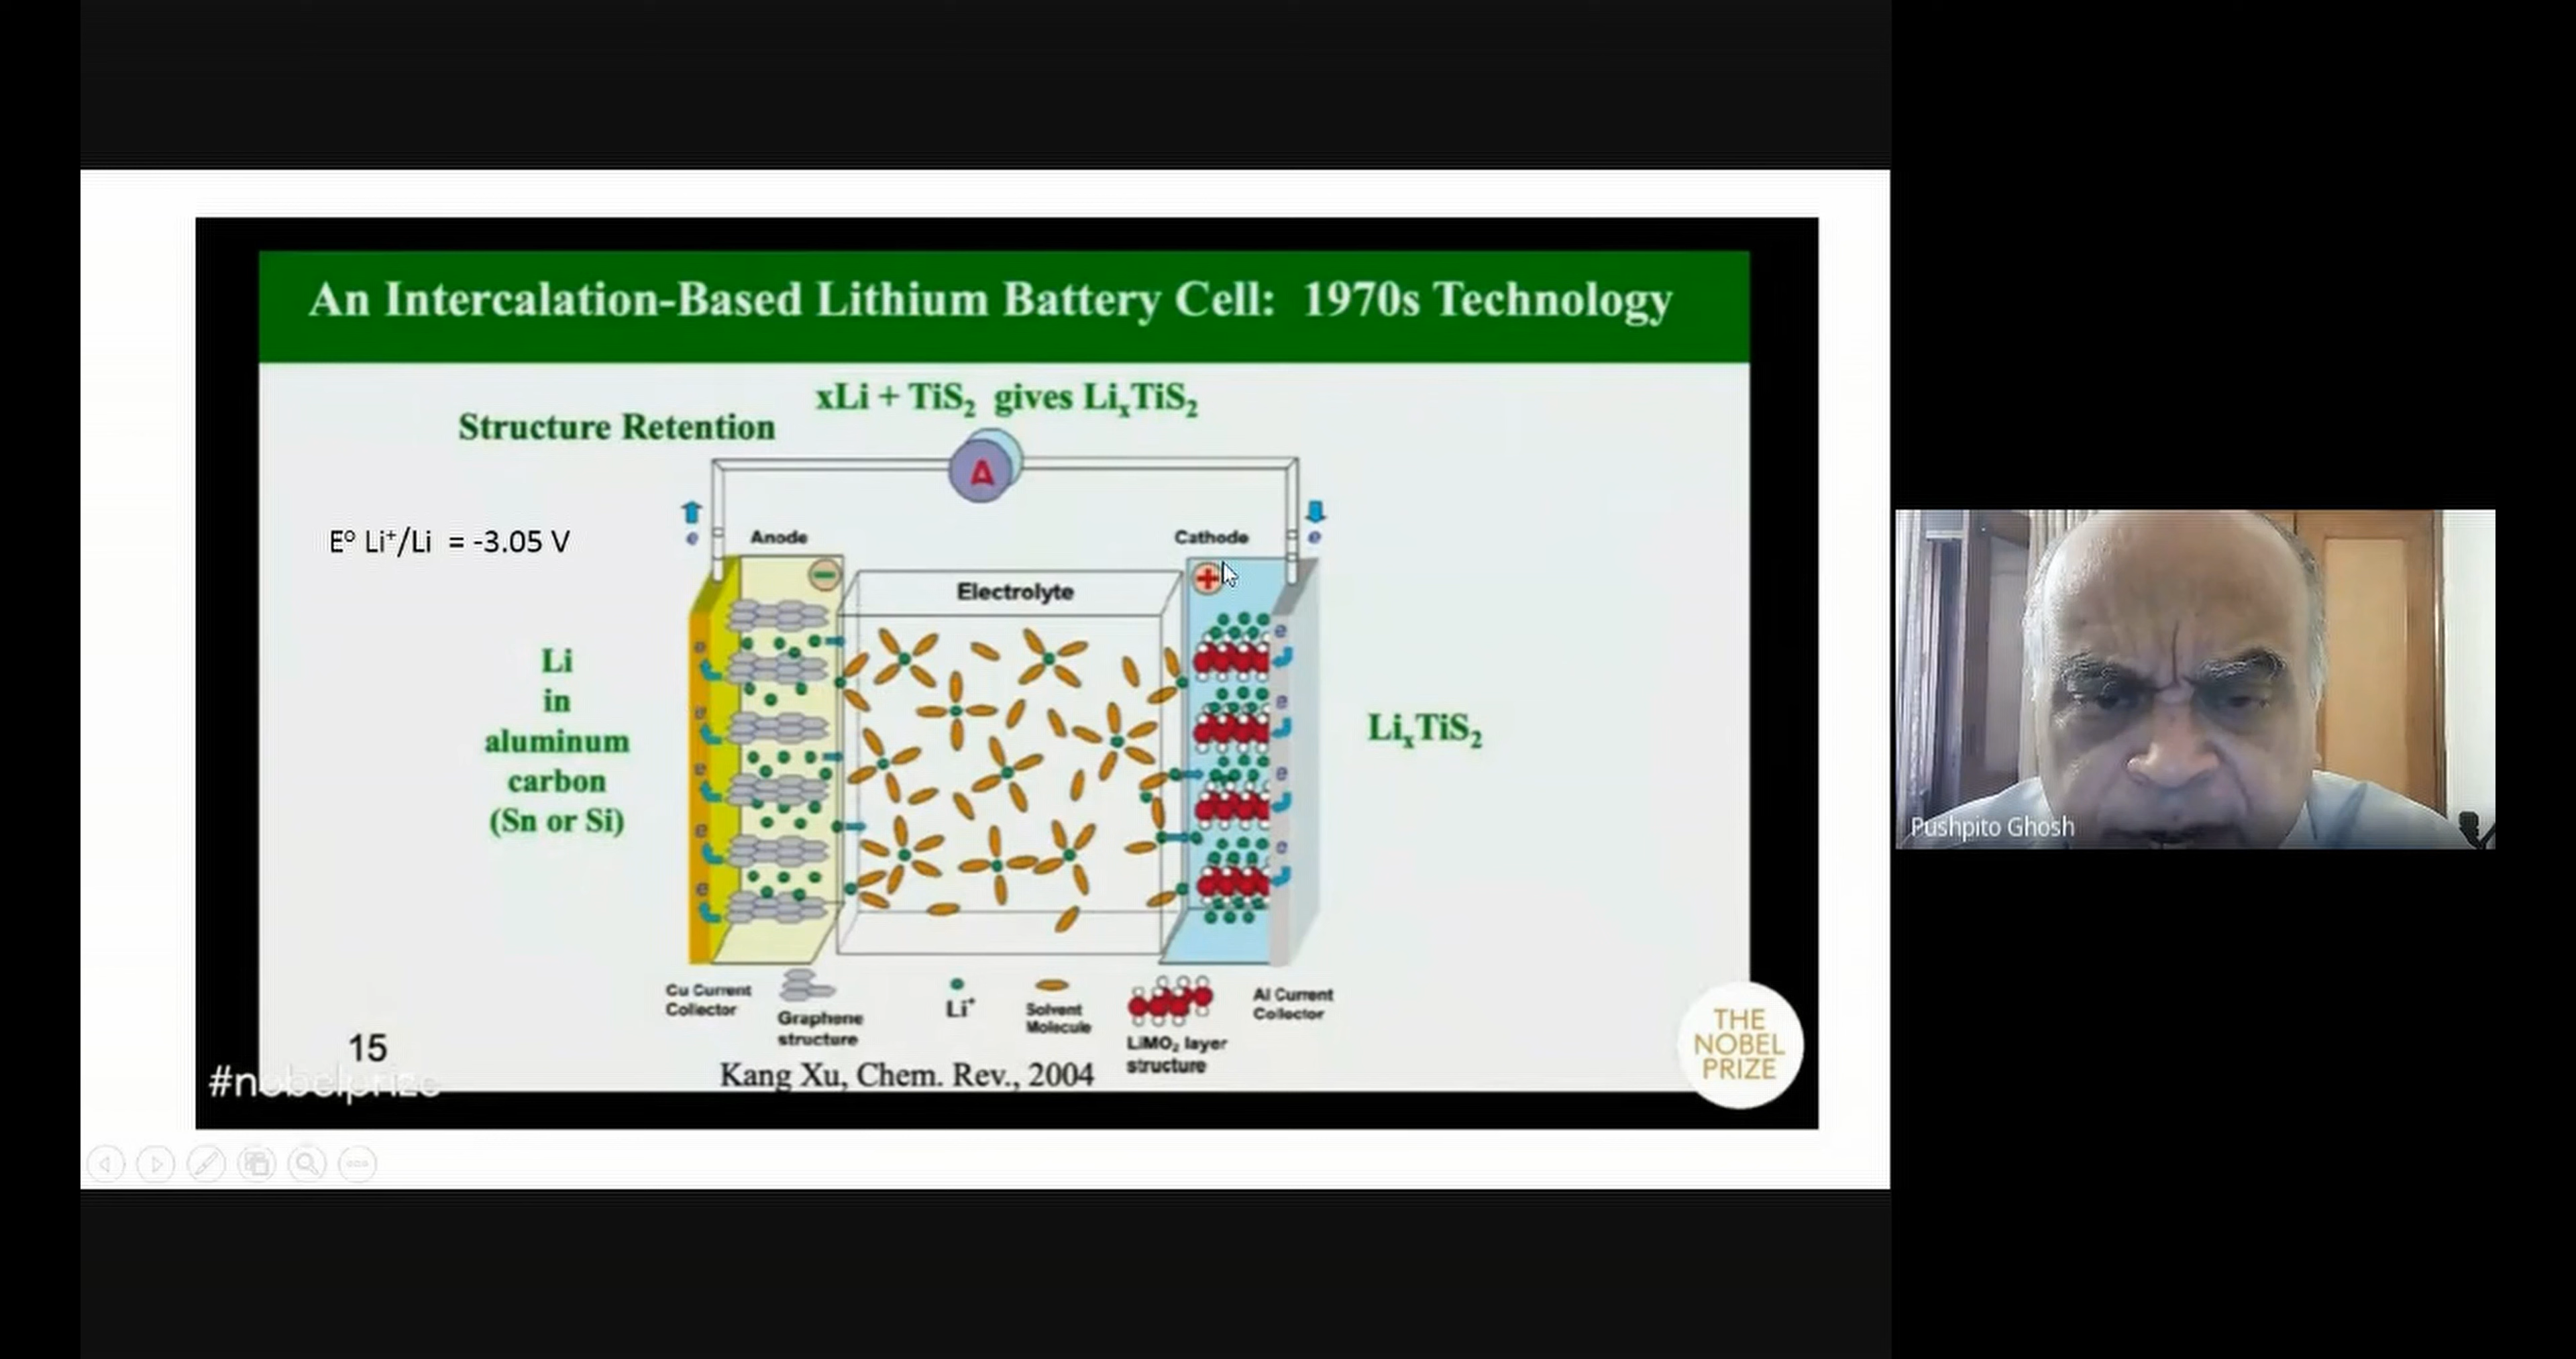 An Intercalation-Based Lithium Battery Cell: 1970s Technology
xLi + TiS₂ gives LiₓTiS₂
Structure Retention
A
E⁰ Li⁺/Li = -3.05 V
e
Anode
Cathode
e
−
+
Electrolyte
Li
in
aluminum
carbon
(Sn or Si)
e
e
e
e
e
e
e
e
e
LiₓTiS₂
Cu Current
Collector
Graphene
structure
Li⁺
Solvent
Molecule
LiMO₂ layer
structure
Al Current
Collector
15
#nobelprize
Kang Xu, Chem. Rev., 2004
THE
NOBEL
PRIZE
Pushpito Ghosh